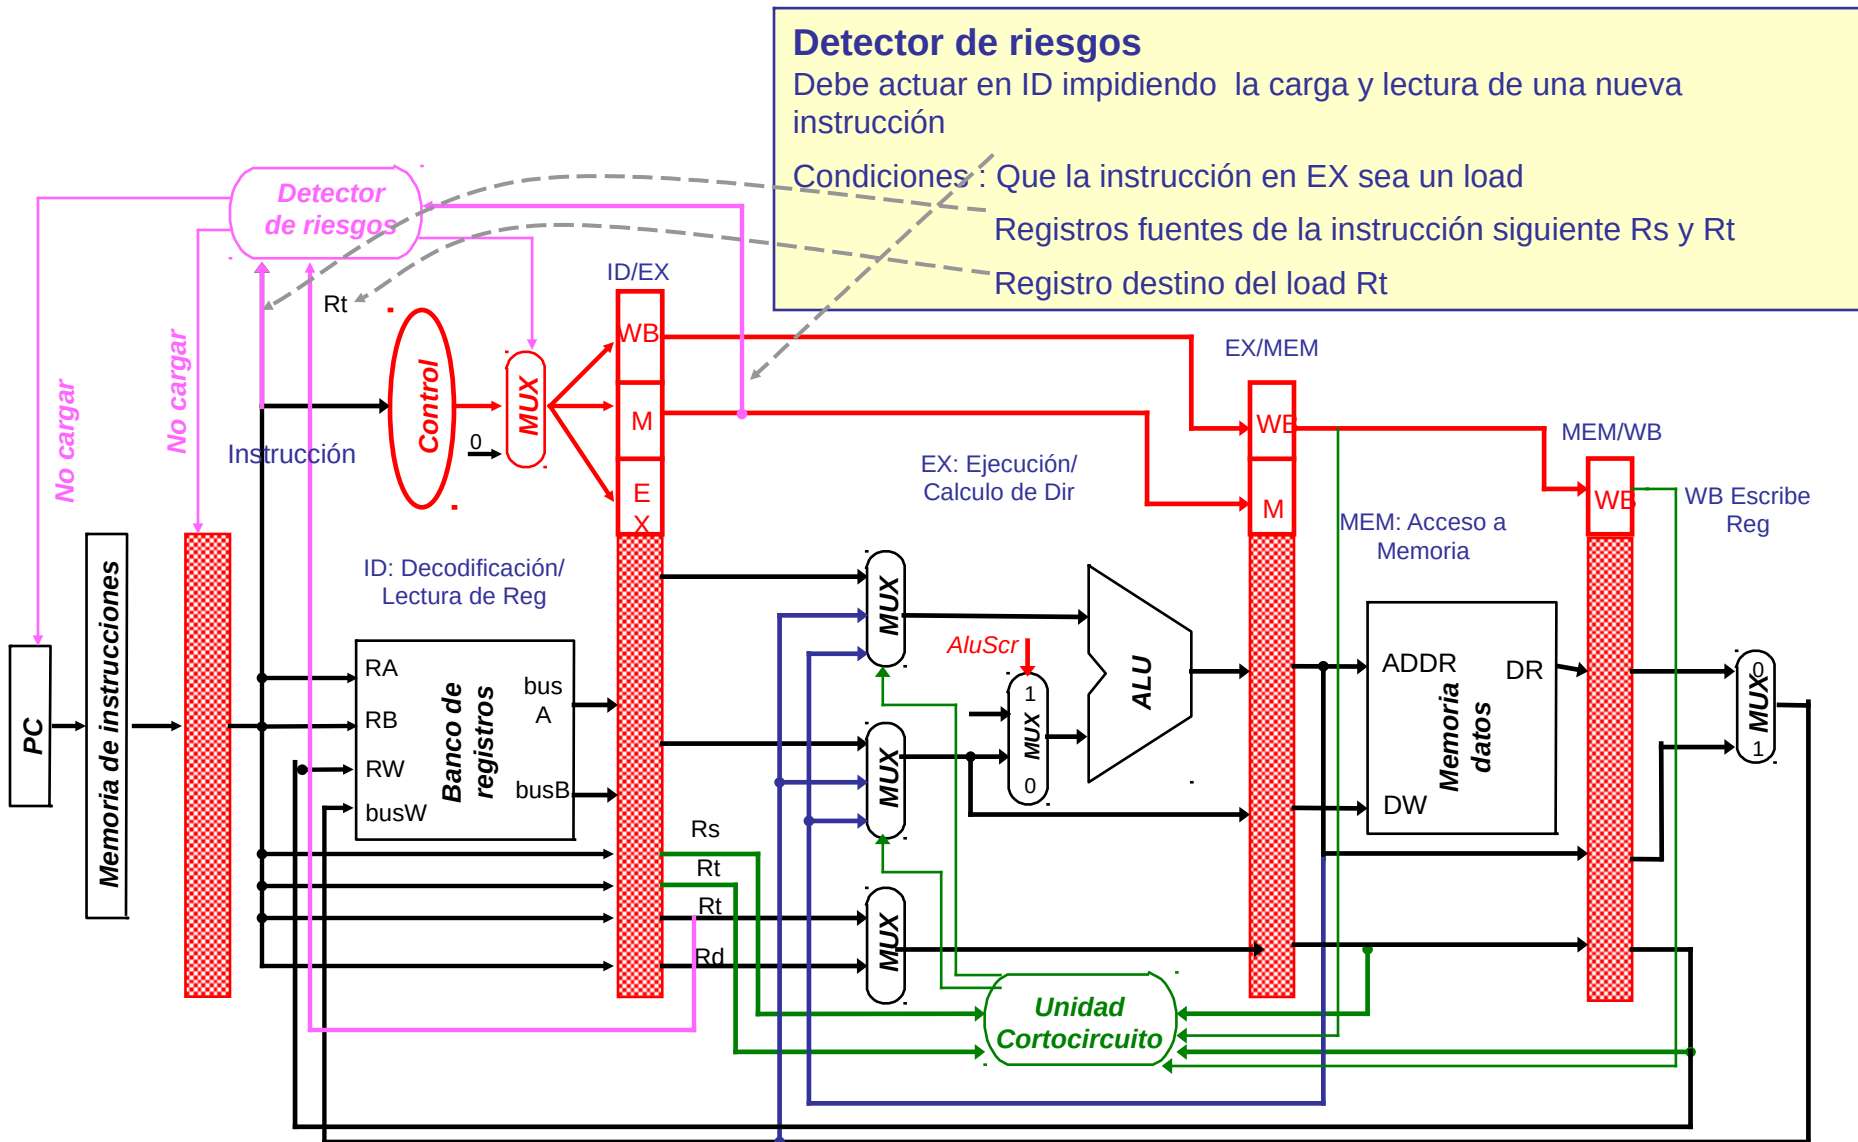 Detector de riesgos
Debe actuar en ID impidiendo la carga y lectura de una nueva
instrucción
Condiciones : Que la instrucción en EX sea un load
Registros fuentes de la instrucción siguiente Rs y Rt
Registro destino del load Rt
Detector
de riesgos
ID/EX
Rt
No cargar
No cargar
Instrucción
Control
MUX
0
WB
M
E
X
EX/MEM
WB
M
MEM/WB
WB
WB Escribe
Reg
EX: Ejecución/
Calculo de Dir
MEM: Acceso a
Memoria
ID: Decodificación/
Lectura de Reg
PC
Memoria de instrucciones
RA
RB
RW
busW
Banco de
registros
bus
A
busB
MUX
MUX
AluScr
1
MUX
0
ALU
ADDR
DR
Memoria
datos
DW
0
MUX
1
Rs
Rt
Rt
Rd
MUX
Unidad
Cortocircuito